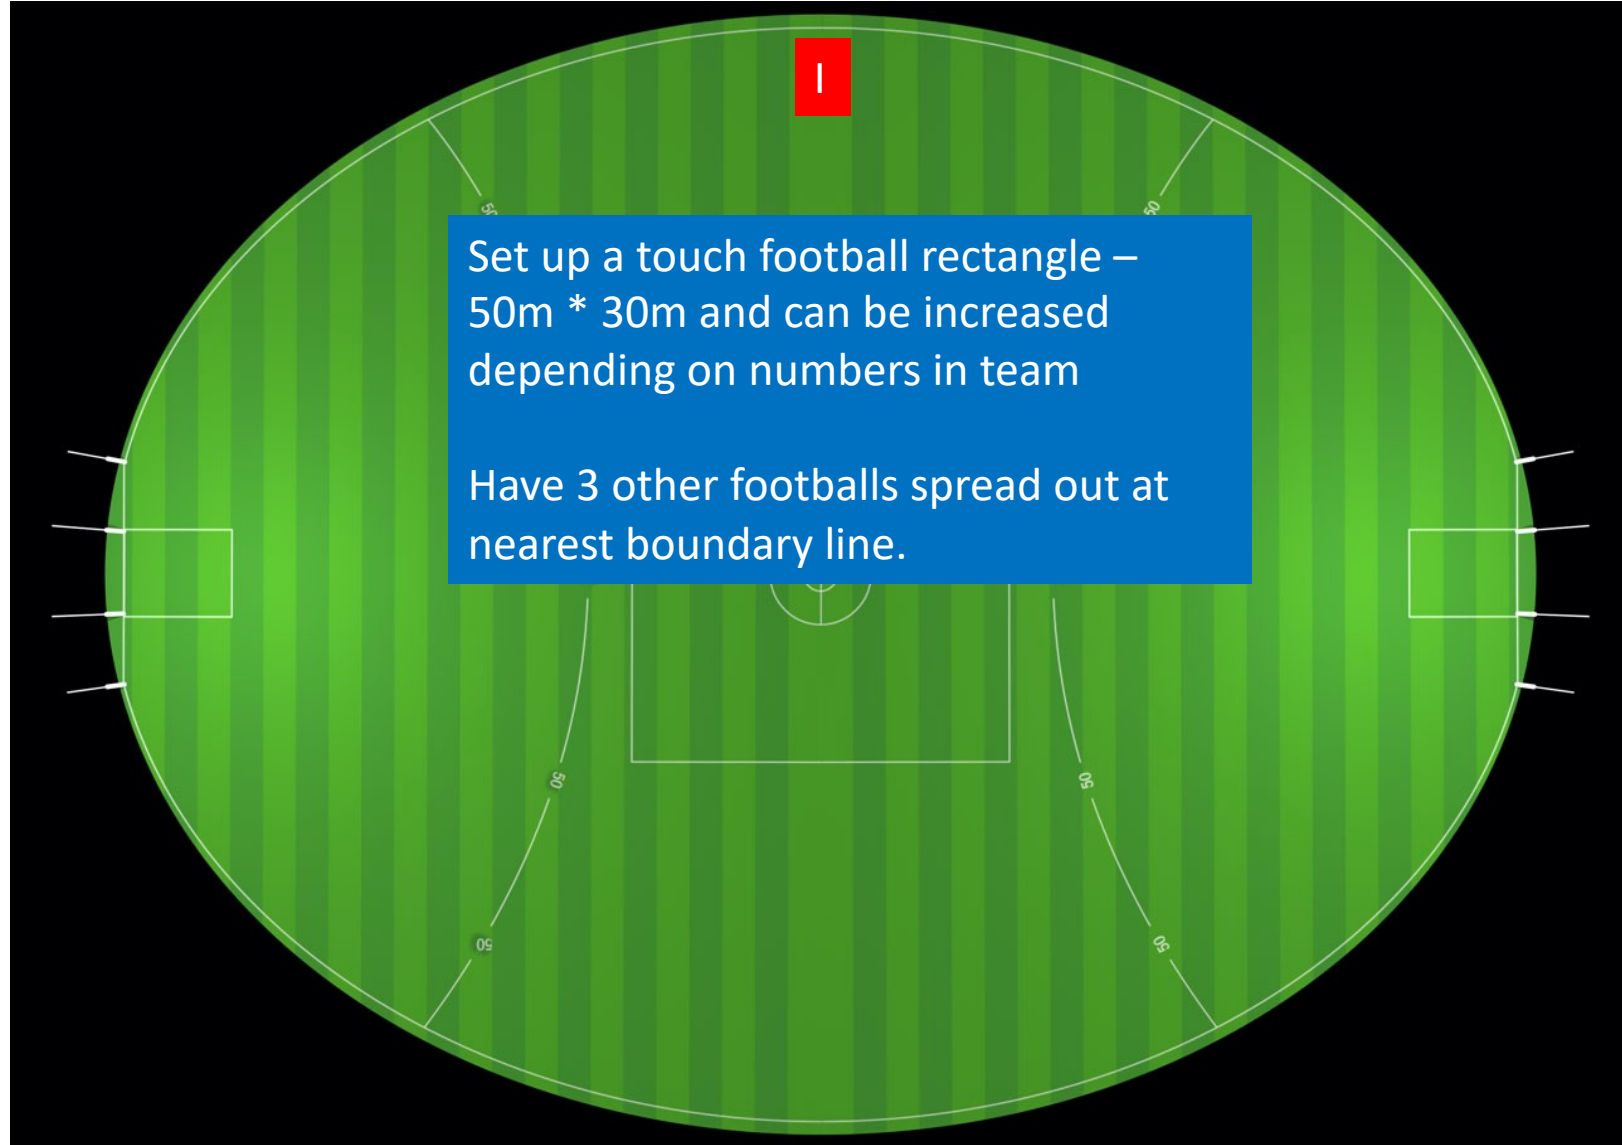 I
50
50
Set up a touch football rectangle –
50m * 30m and can be increased
depending on numbers in team
Have 3 other footballs spread out at
nearest boundary line.
50
50
50
50